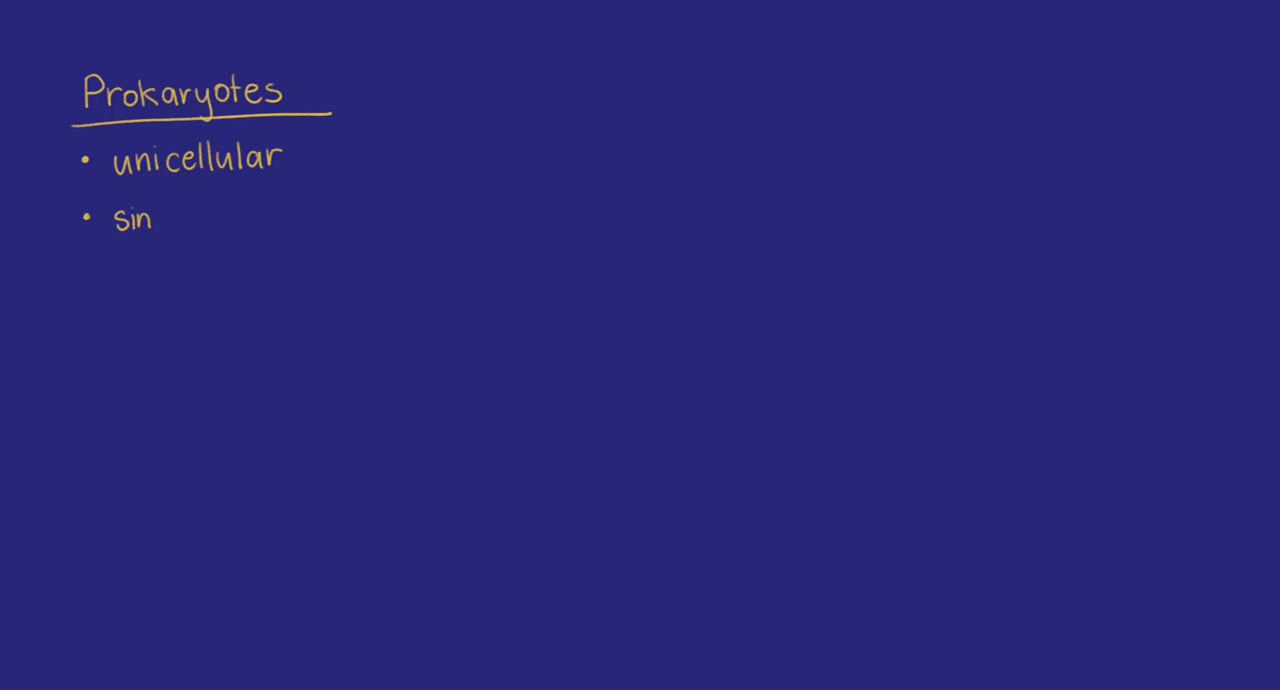 Prokaryotes
• unicellular
• sin